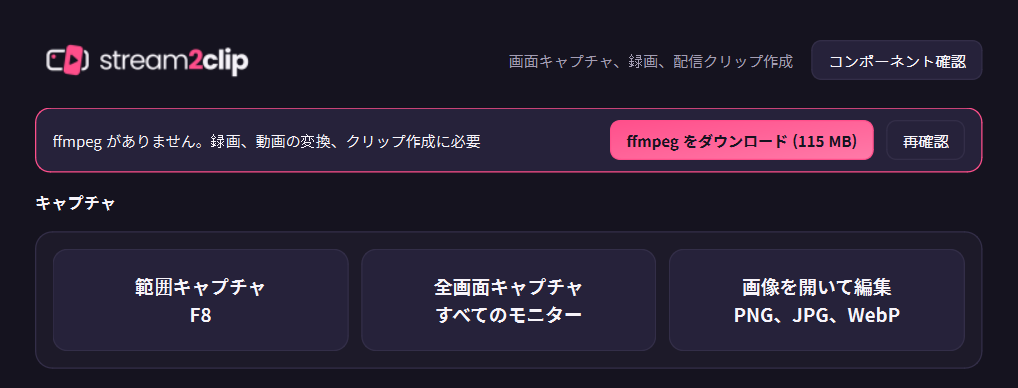 stream2clip
画面キャプチャ、録画、配信クリップ作成
コンポーネント確認
ffmpeg がありません。録画、動画の変換、クリップ作成に必要
ffmpeg をダウンロード (115 MB)
再確認
キャプチャ
範囲キャプチャ
F8
全画面キャプチャ
すべてのモニター
画像を開いて編集
PNG、JPG、WebP